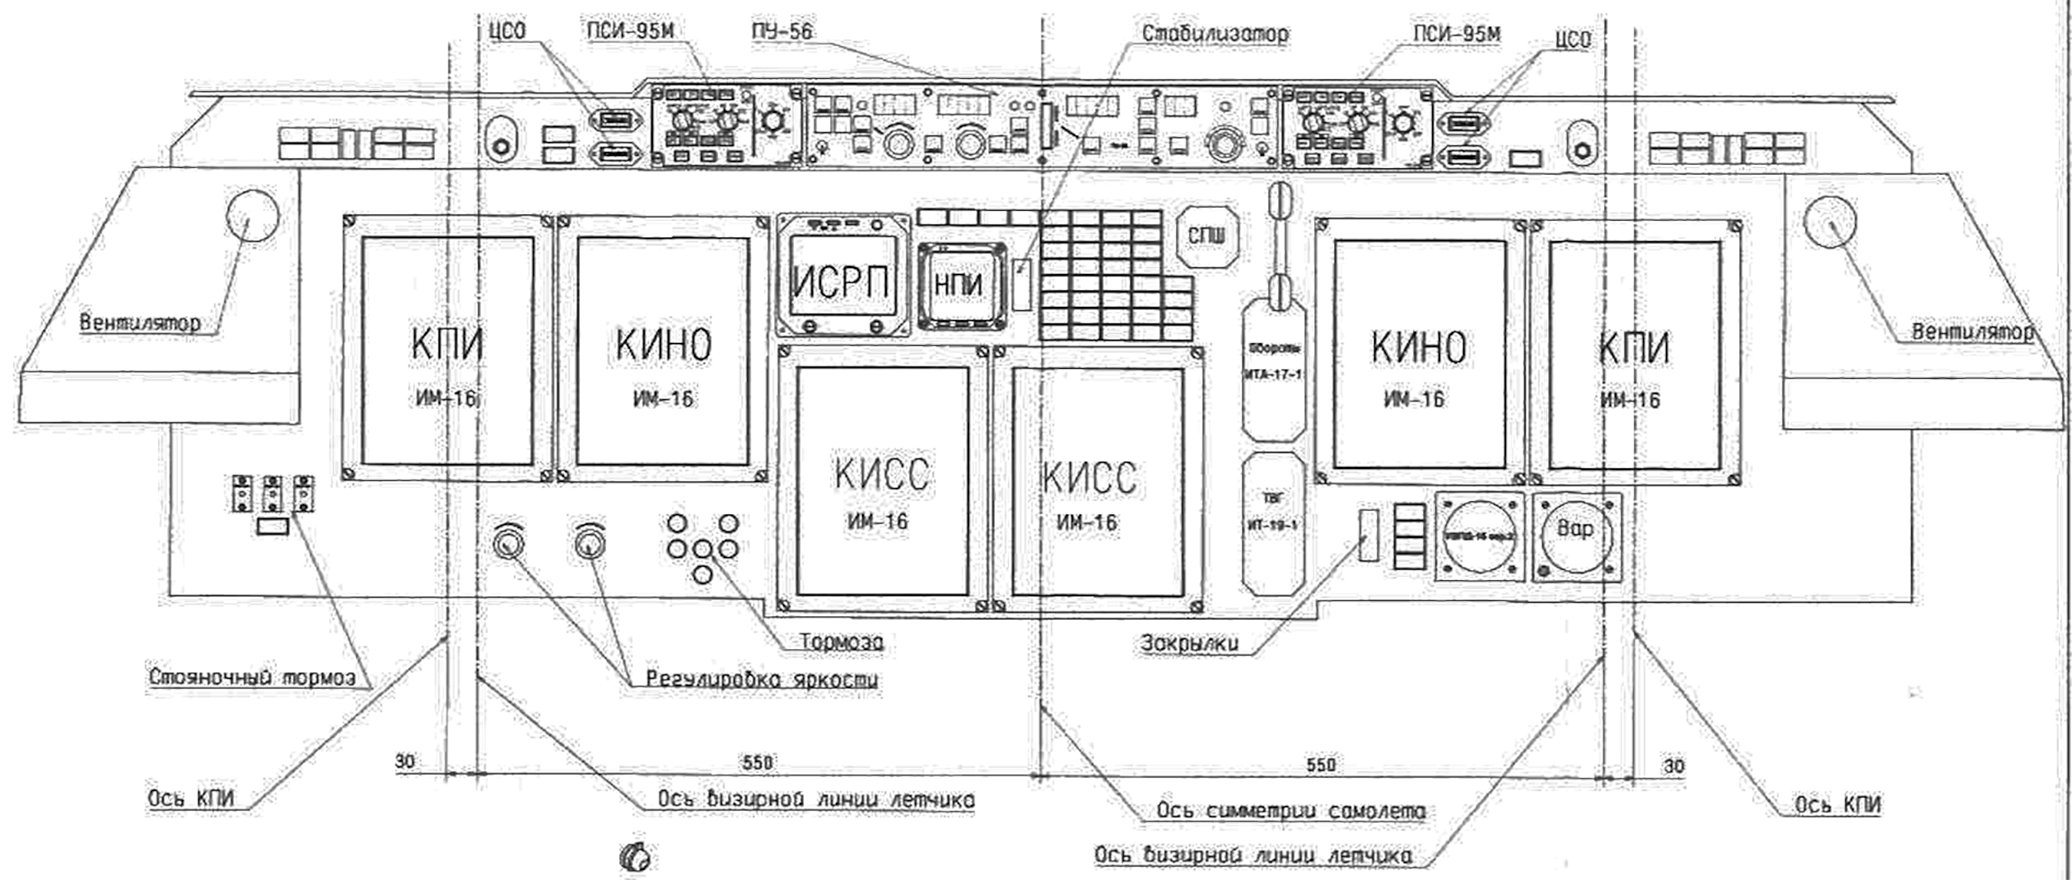 ЦСО
ПСИ-95М
ПУ-56
Стабилизатор
ПСИ-95М
ЦСО
СПШ
ИСРП
НПИ
Вентилятор
Вентилятор
КПИ
ИМ-16
КИНО
ИМ-16
Обороты
ИТА-17-1
КИНО
ИМ-16
КПИ
ИМ-16
КИСС
ИМ-16
КИСС
ИМ-16
ТВГ
ИТ-19-1
Вар
Тормоза
Закрылки
Стояночный тормоз
Регулировка яркости
30
550
550
30
Ось КПИ
Ось визирной линии летчика
Ось симметрии самолета
Ось КПИ
Ось визирной линии летчика